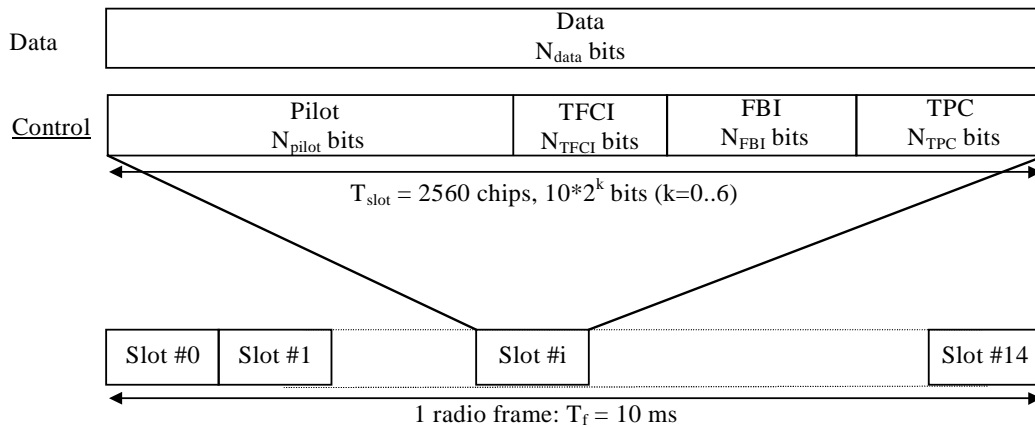 Data
Data
N_data bits
Control
Pilot
N_pilot bits
TFCI
N_TFCI bits
FBI
N_FBI bits
TPC
N_TPC bits
T_slot = 2560 chips, 10*2^k bits (k=0..6)
Slot #0
Slot #1
Slot #i
Slot #14
1 radio frame: T_f = 10 ms